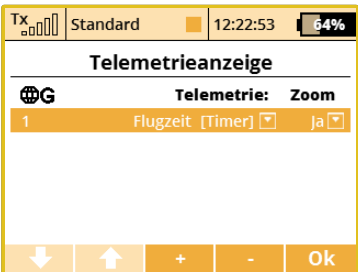 Tx Standard 12:22:53 64%
Telemetrieanzeige
G Telemetrie: Zoom
1 Flugzeit [Timer] Ja
+ - Ok